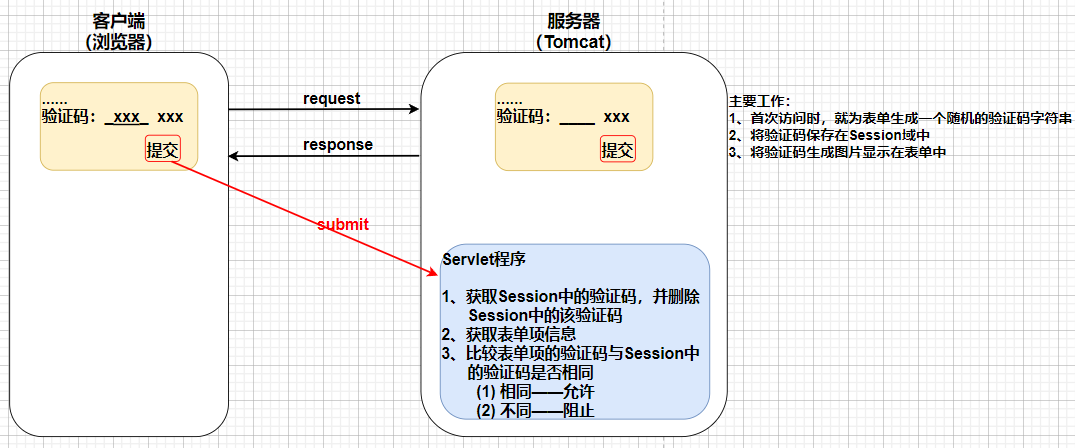 客户端
（浏览器）
服务器
（Tomcat）
......
验证码：_xxx_ xxx
提交
request
response
......
验证码：____ xxx
提交
主要工作：
1、首次访问时，就为表单生成一个随机的验证码字符串
2、将验证码保存在Session域中
3、将验证码生成图片显示在表单中
submit
Servlet程序
1、获取Session中的验证码，并删除
Session中的该验证码
2、获取表单项信息
3、比较表单项的验证码与Session中
的验证码是否相同
(1) 相同——允许
(2) 不同——阻止